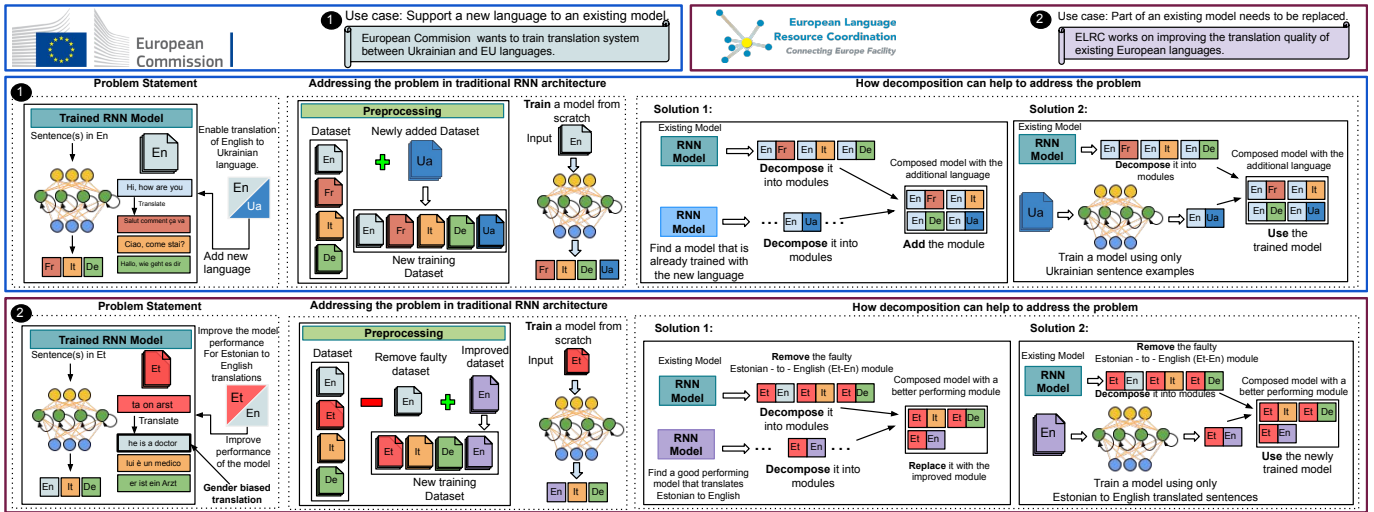 European
Commission
1
Use case: Support a new language to an existing model.
European Commision wants to train translation system
between Ukrainian and EU languages.
European Language
Resource Coordination
Connecting Europe Facility
2
Use case: Part of an existing model needs to be replaced.
ELRC works on improving the translation quality of
existing European languages.
1
Problem Statement
Trained RNN Model
Sentence(s) in En
En
Hi, how are you
Translate
Salut comment ça va
Ciao, come stai?
Hallo, wie geht es dir
Fr It De
Enable translation
of English to
Ukrainian
language.
En
Ua
Add new
language
Addressing the problem in traditional RNN architecture
Preprocessing
Dataset
Newly added Dataset
En
Fr
It
De
Ua
En Fr It De Ua
New training
Dataset
Train a model from
scratch
Input
En
Fr It De Ua
How decomposition can help to address the problem
Solution 1:
Existing Model
RNN
Model
En Fr En It En De
Decompose it
into modules
RNN
Model
... En Ua ...
Decompose it into
modules
Find a model that is
already trained with
the new language
Composed model with the
additional language
En Fr En It
En De En Ua
Add the module
Solution 2:
Existing Model
RNN
Model
En Fr En It En De
Decompose it into
modules
Ua
En Ua
Train a model using only
Ukrainian sentence examples
Composed model with the
additional language
En Fr En It
En De En Ua
Use the
trained model
2
Problem Statement
Trained RNN Model
Sentence(s) in Et
Et
ta on arst
Translate
he is a doctor
lui è un medico
er ist ein Arzt
En It De
Gender biased
translation
Improve the model
performance
For Estonian to
English
translations
Et
En
Improve
performance of
the model
Addressing the problem in traditional RNN architecture
Preprocessing
Dataset
Remove faulty
dataset
Improved
dataset
En
Et
It
De
En
En
Et It De En
New training
Dataset
Train a model from
scratch
Input
Et
En It De
How decomposition can help to address the problem
Solution 1:
Existing Model
RNN
Model
Remove the faulty
Estonian - to - English (Et-En) module
Et En Et It Et De
Decompose it
into modules
RNN
Model
... Et En ...
Decompose it into
modules
Find a good performing
model that translates
Estonian to English
Composed model with a
better performing module
Et It Et De
Et En
Replace it with the
improved module
Solution 2:
Remove the faulty
Estonian - to - English (Et-En) module
Existing Model
RNN
Model
Et En Et It Et De
Decompose it into modules
En
Et En
Train a model using only
Estonian to English translated sentences
Composed model with a
better performing module
Et It Et De
Et En
Use the newly
trained model